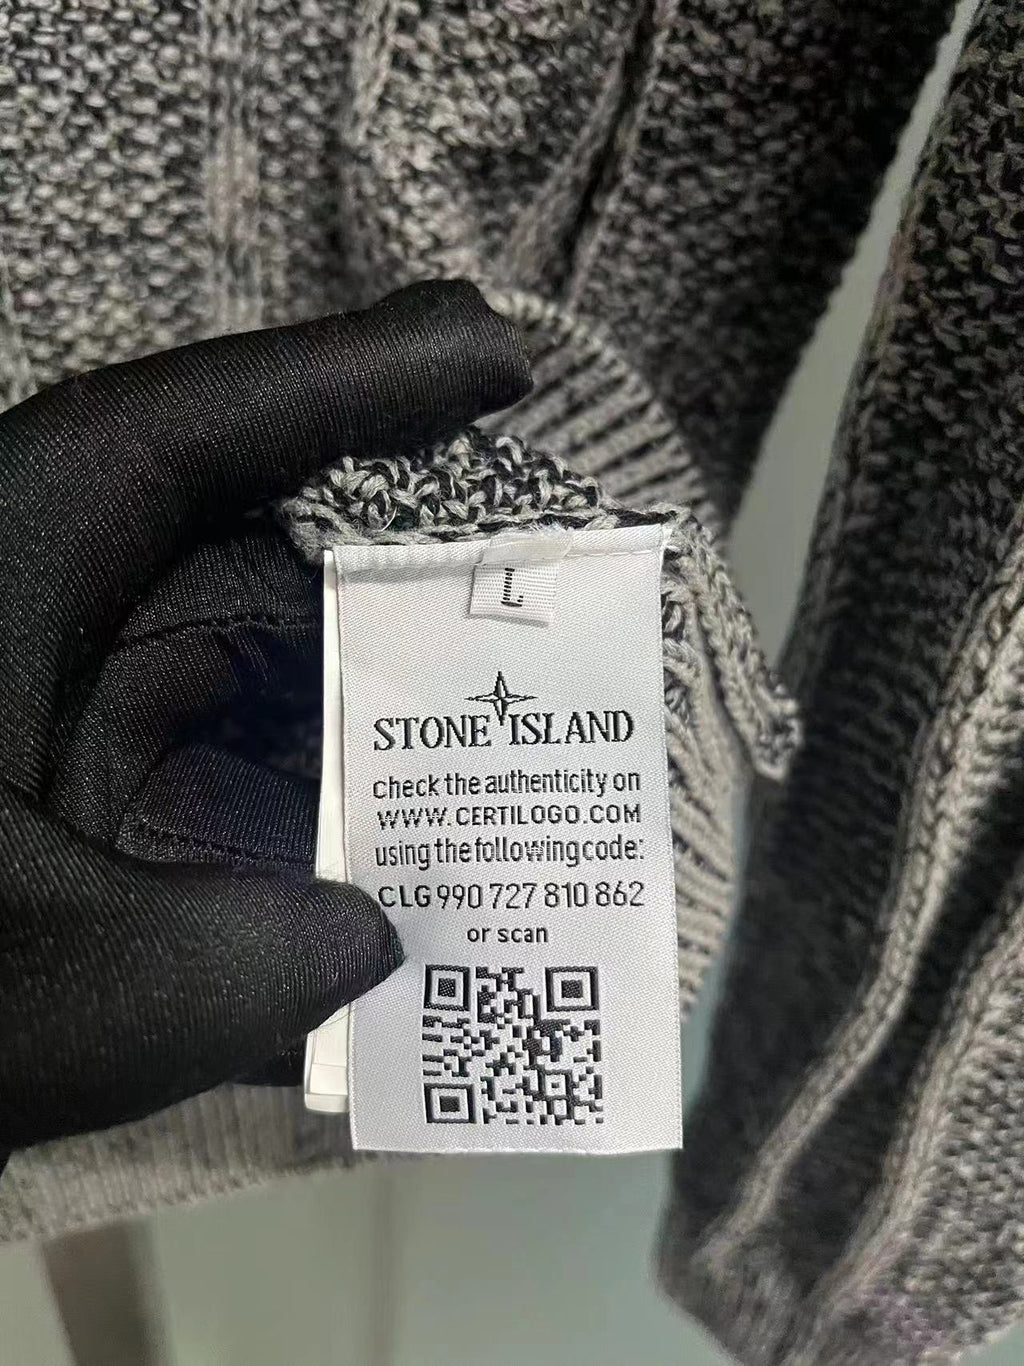 L
STONE ISLAND
check the authenticity on
WWW.CERTILOGO.COM
using the following code:
CLG 990 727 810 862
or scan